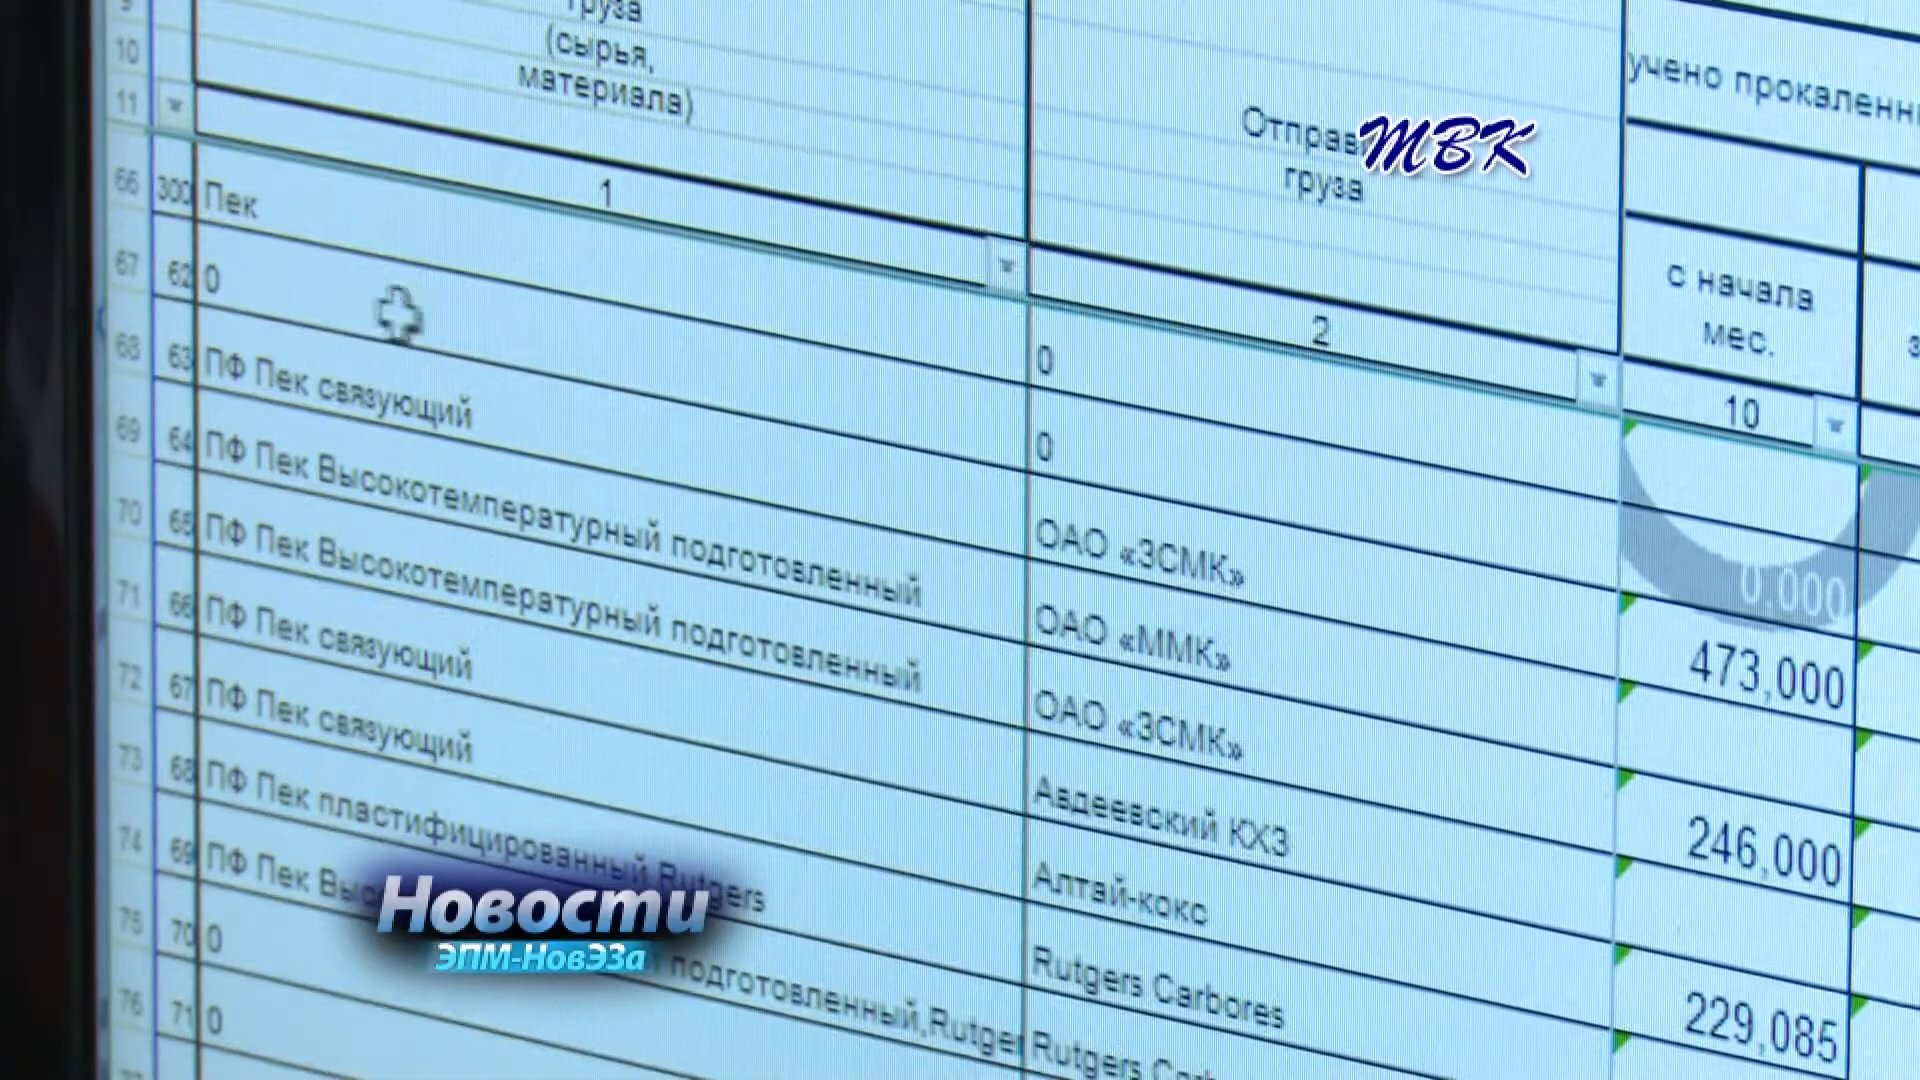 9
груза
10
(сырья,
материала)
11
учено прокаленн
Отправ
груза
ТВК
с начала
мес.
1
2
10
66 300 Пек 0
67 62 0 0
68 63 ПФ Пек связующий ОАО «ЗСМК» 0.000
69 64 ПФ Пек Высокотемпературный подготовленный ОАО «ММК» 473,000
70 65 ПФ Пек Высокотемпературный подготовленный ОАО «ЗСМК»
71 66 ПФ Пек связующий Авдеевский КХЗ 246,000
72 67 ПФ Пек связующий Алтай-кокс
73 68 ПФ Пек пластифицированный Rutgers Rutgers Carbores 229,085
74 69 ПФ Пек Выс подготовленный,Rutge Rutgers Carb
75 70 0
76 71 0
Новости
ЭПМ-НовЭЗа